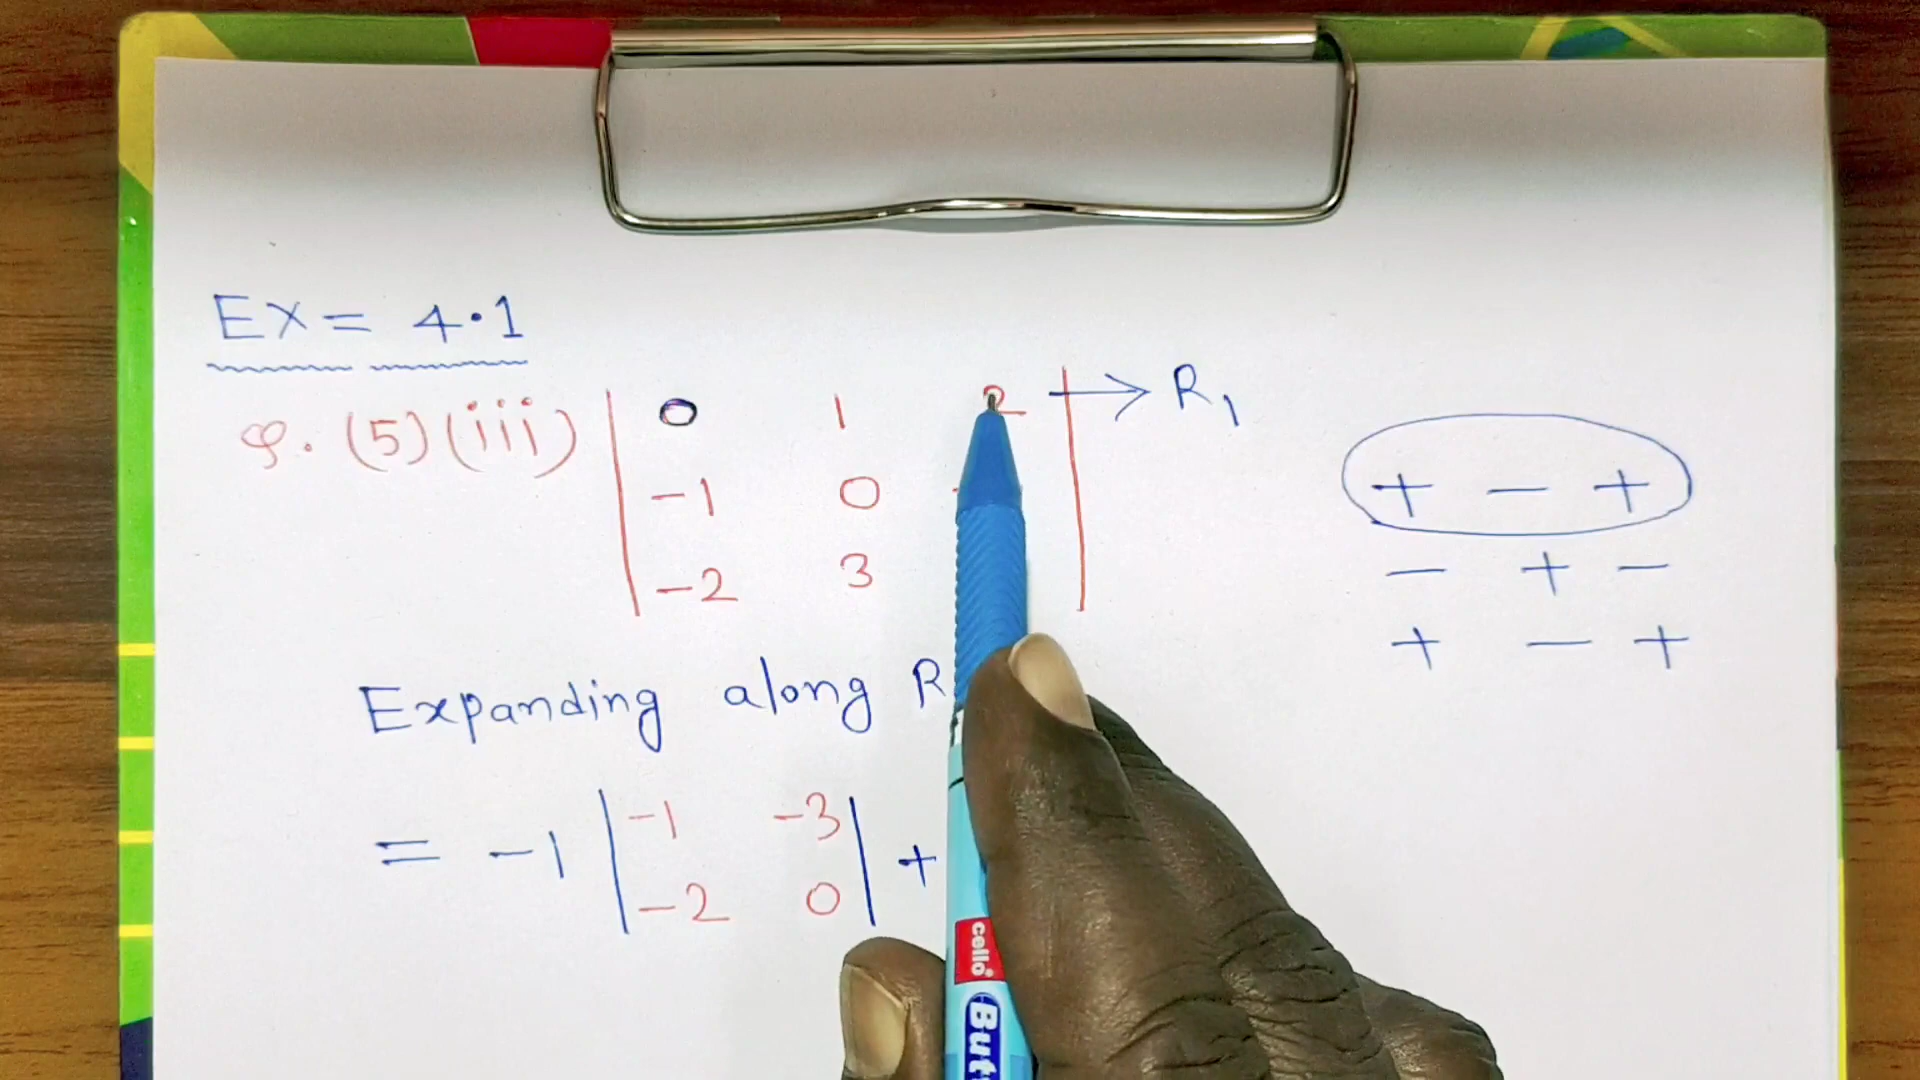 EX = 4.1
Q. (5) (iii) | 0 1 2 | → R1
-1 0
-2 3
+ - +
- + -
+ - +
Expanding along R
= -1 | -1 -3 | +
-2 0
cello